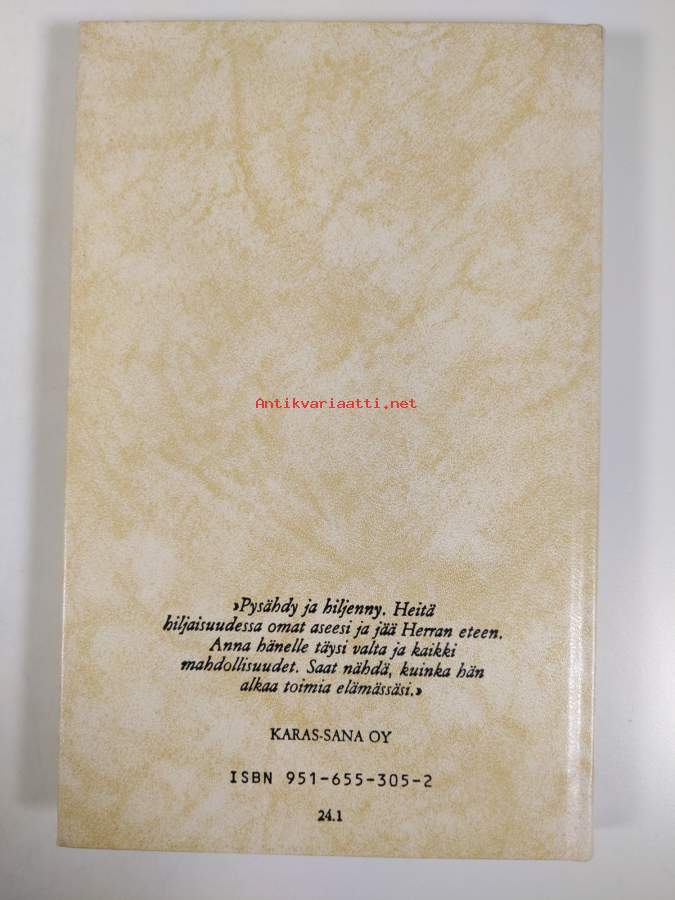 Antikvariaatti.net
»Pysähdy ja hiljenny. Heitä
hiljaisuudessa omat aseesi ja jää Herran eteen.
Anna hänelle täysi valta ja kaikki
mahdollisuudet. Saat nähdä, kuinka hän
alkaa toimia elämässäsi.»
KARAS-SANA OY
ISBN 951-655-305-2
24.1